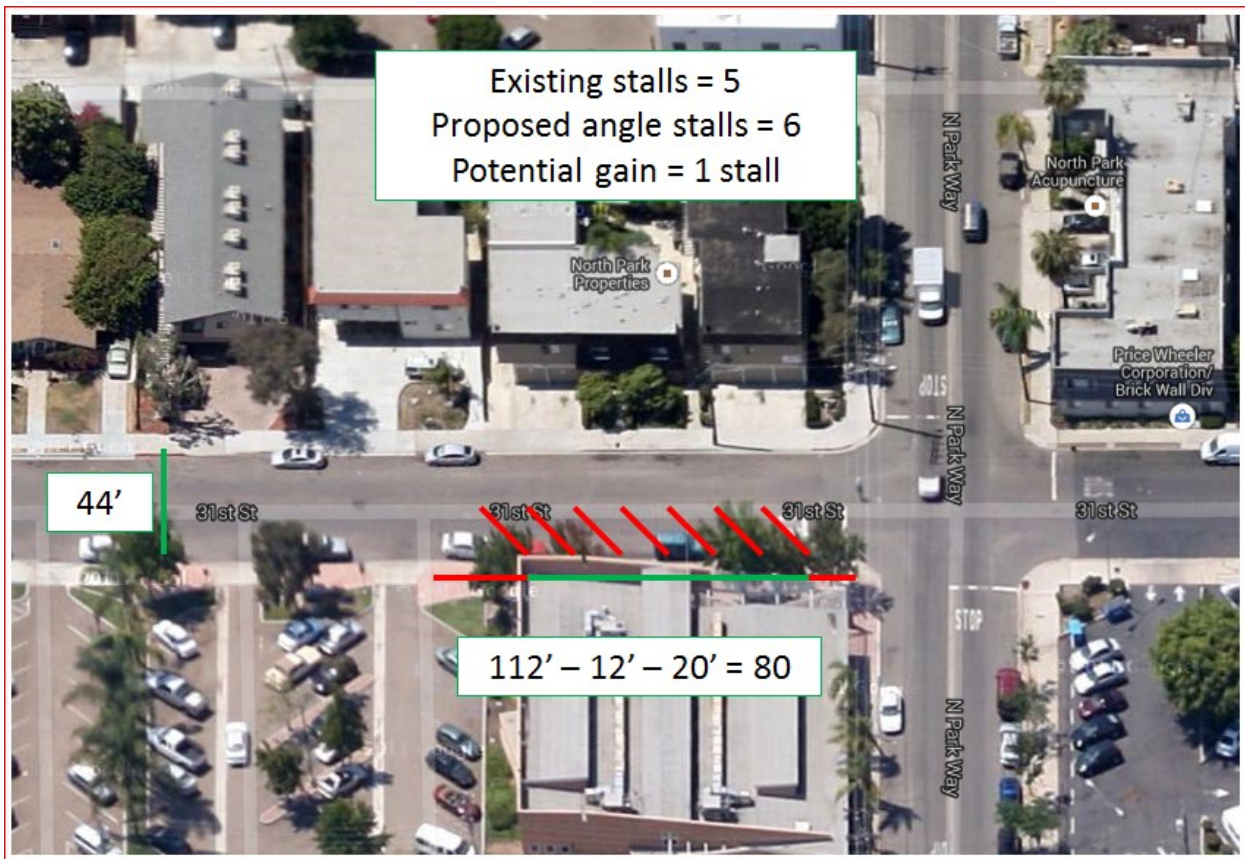 Existing stalls = 5
Proposed angle stalls = 6
Potential gain = 1 stall
N Park Way
North Park
Acupuncture
North Park
Properties
Price Wheeler
Corporation/
Brick Wall Div
STOP
N Park Way
44'
31st St
31st St
31st St
31st St
STOP
112' – 12' – 20' = 80
N Park Way